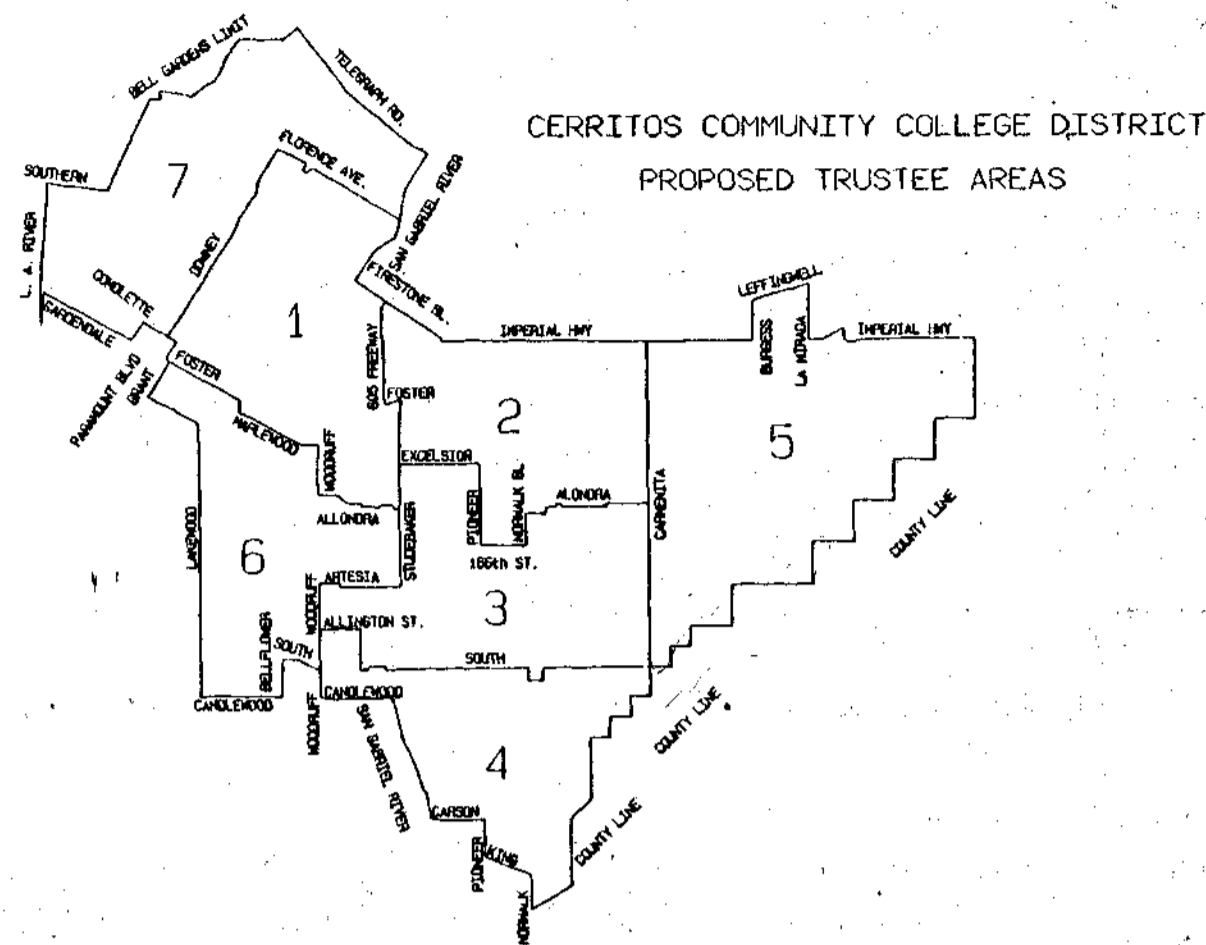 BELL GARDENS LIMIT
TELEGRAPH RD.
CERRITOS COMMUNITY COLLEGE DISTRICT
PROPOSED TRUSTEE AREAS
FLORENCE AVE.
SOUTHERN
7
SAN GABRIEL RIVER
L. A. RIVER
DOWNEY
FIRESTONE BL.
CONOLETTE
GARDENDALE
1
LEFFINGWELL
IMPERIAL HWY
BURGESS
LA MIRADA
IMPERIAL HWY
605 FREEWAY
PARAMOUNT BLVD
GRANT
FOSTER
FOSTER
2
5
MAPLEWOOD
WOODRUFF
EXCELSIOR
PIONEER
NORWALK BL
ALONDRA
CARMENITA
ALLONDRA
STUDEBAKER
COUNTY LINE
LAKEWOOD
6
166th ST.
ARTESIA
WOODRUFF
ALLINGTON ST.
3
BELLFLOWER
SOUTH
SOUTH
CANDLEWOOD
WOODRUFF
CANDLEWOOD
SAN GABRIEL RIVER
COUNTY LINE
4
CARSON
PIONEER
KING
COUNTY LINE
NORWALK